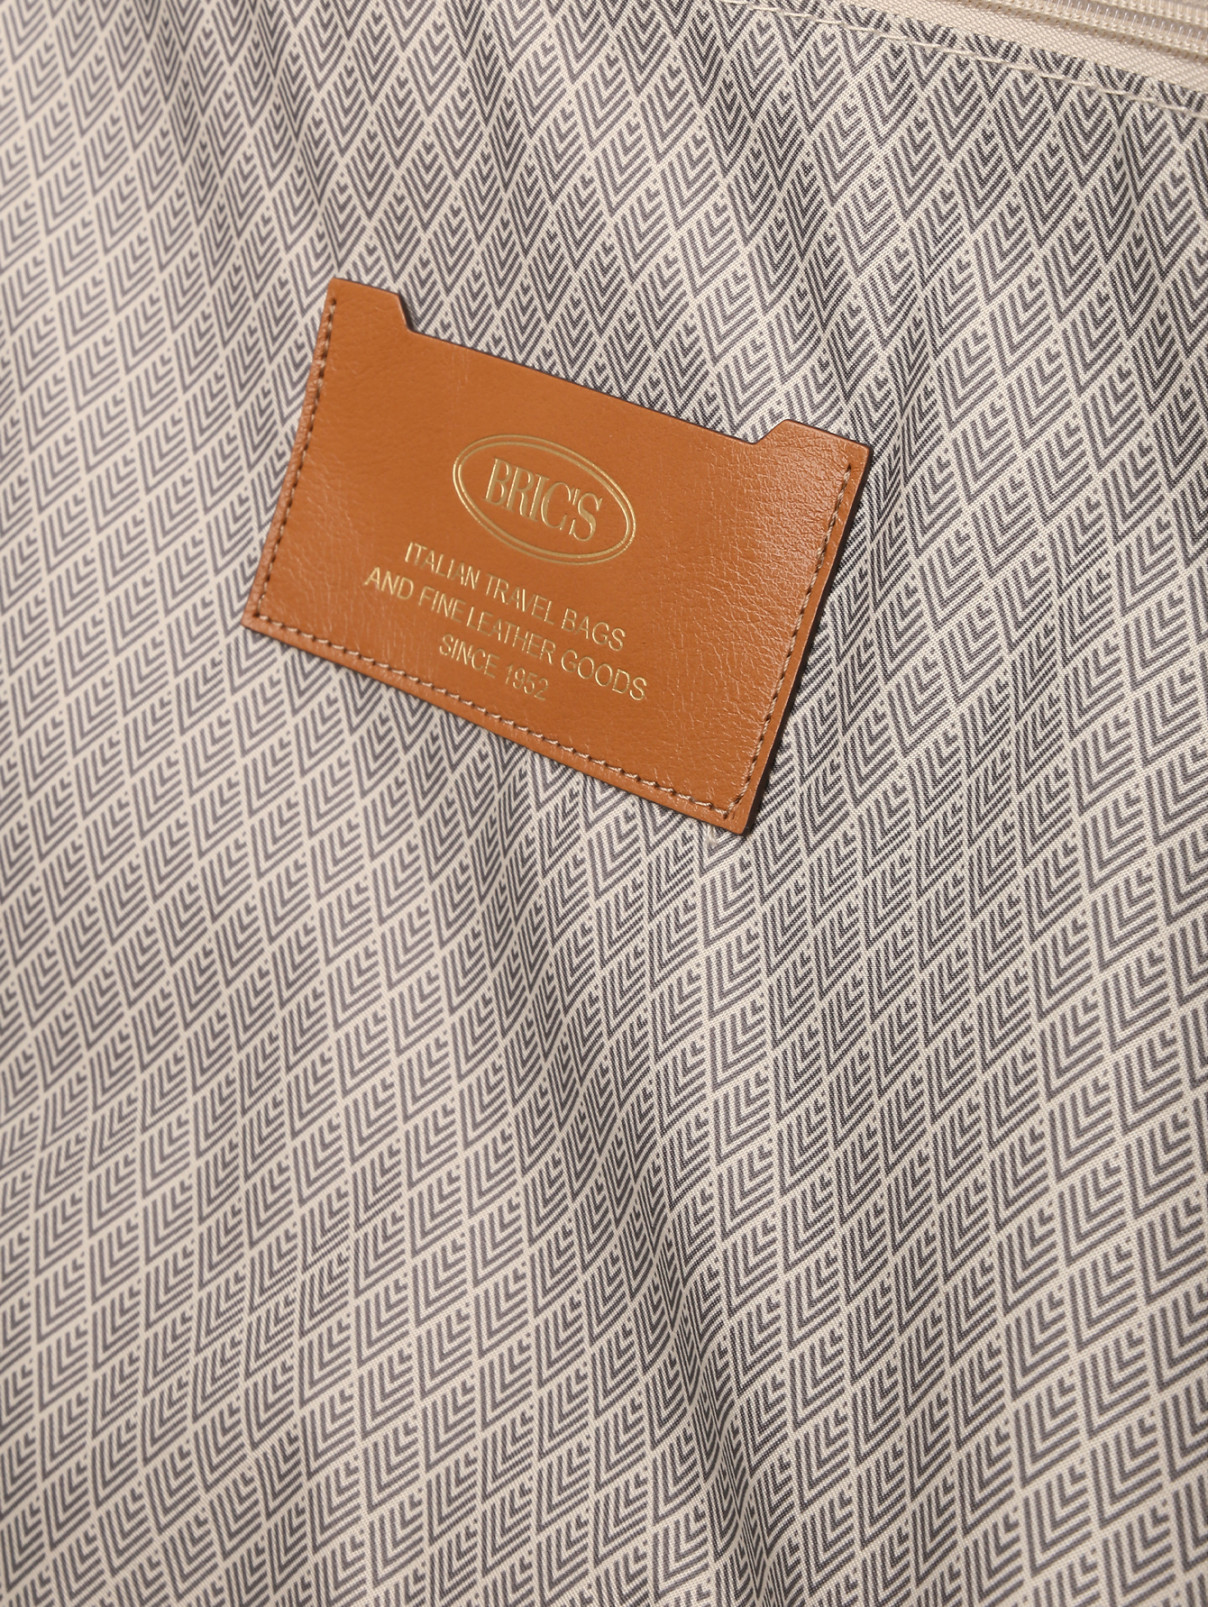 BRIC'S
ITALIAN TRAVEL BAGS
AND FINE LEATHER GOODS
SINCE 1952